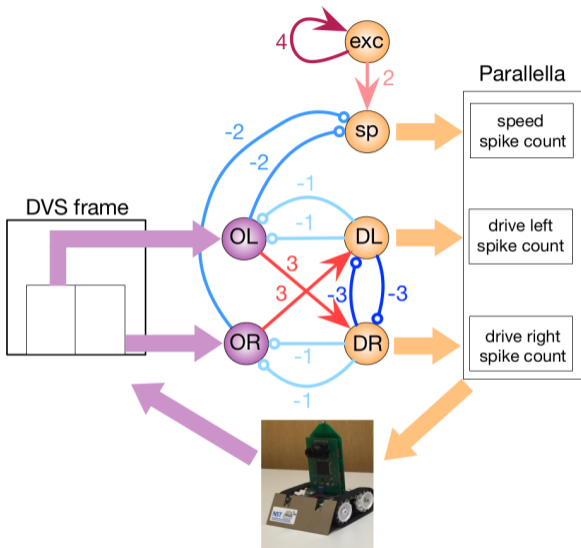 4
exc
2
Parallella
speed
spike count
sp
-2
-2
DVS frame
-1
-1
OL
DL
drive left
spike count
3
3
-3
-3
OR
DR
drive right
spike count
-1
-1